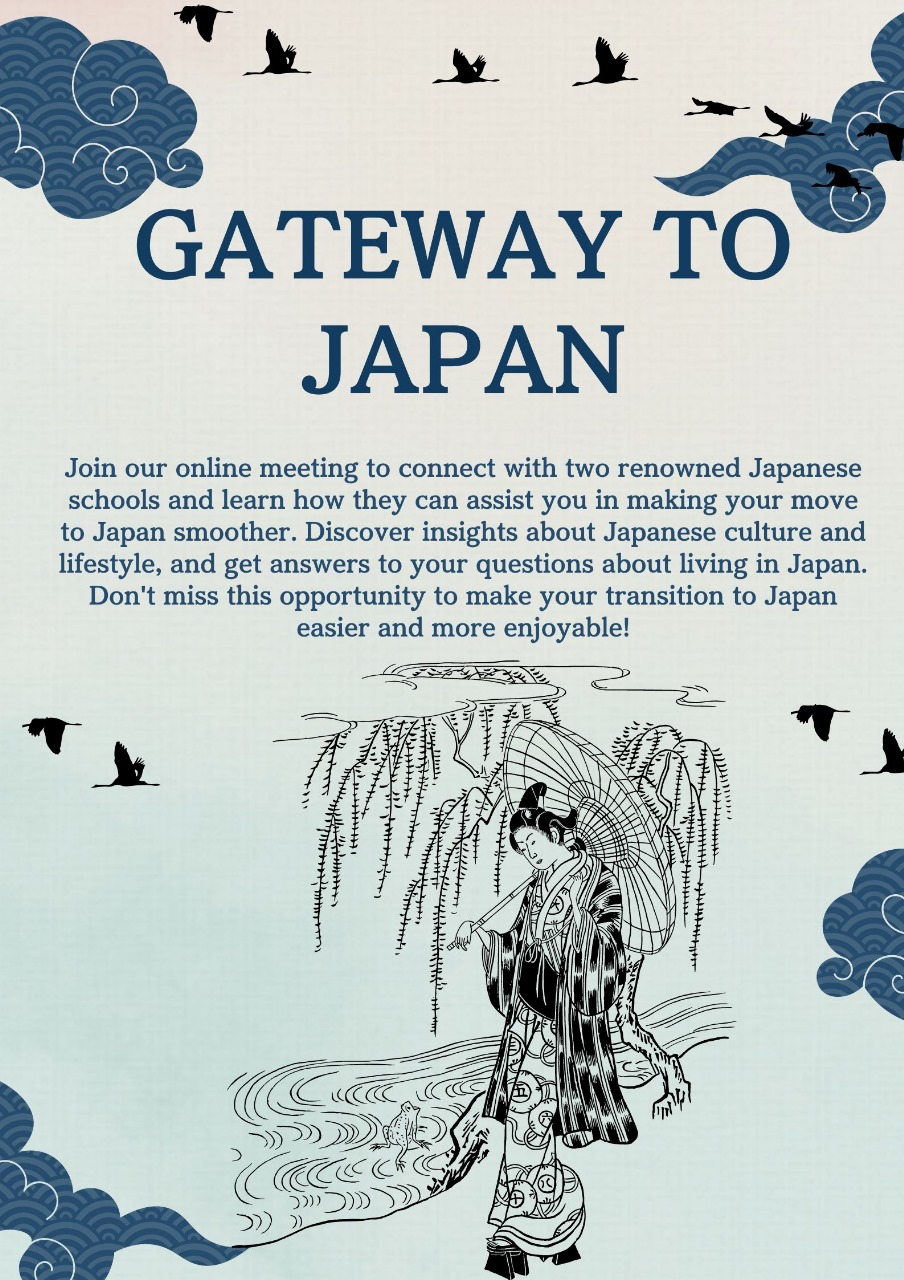 GATEWAY TO
JAPAN
Join our online meeting to connect with two renowned Japanese
schools and learn how they can assist you in making your move
to Japan smoother. Discover insights about Japanese culture and
lifestyle, and get answers to your questions about living in Japan.
Don't miss this opportunity to make your transition to Japan
easier and more enjoyable!
五